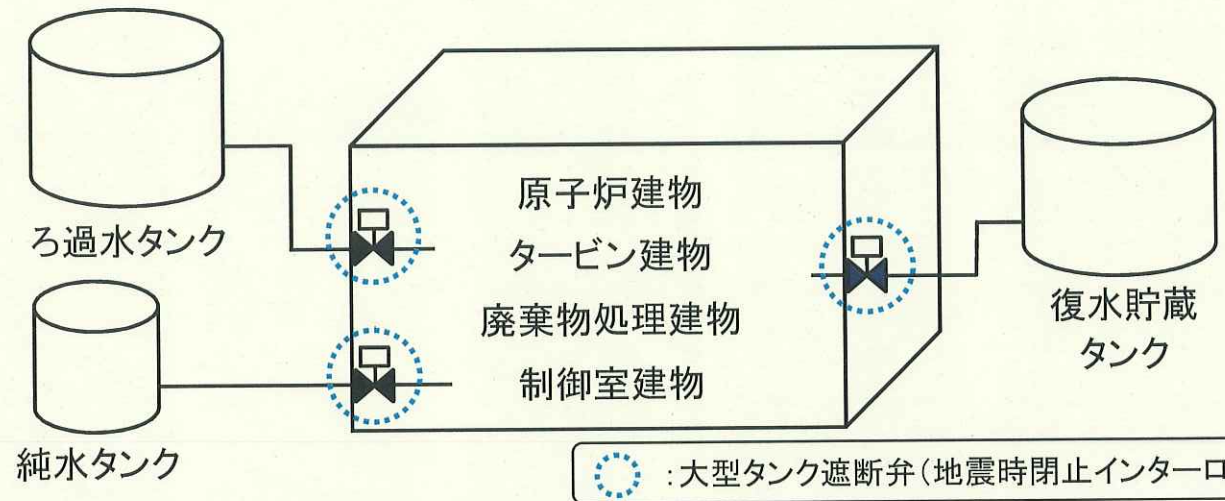 ろ過水タンク
純水タンク
原子炉建物
タービン建物
廃棄物処理建物
制御室建物
復水貯蔵
タンク
:大型タンク遮断弁(地震時閉止インターロ